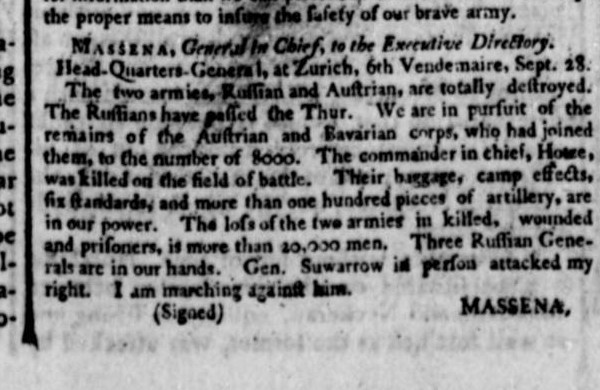 the proper means to insure the safety of our brave army.
MASSENA, General in Chief, to the Executive Directory.
Head-Quarters-General, at Zurich, 6th Vendemaire, Sept. 28.
The two armies, Russian and Austrian, are totally destroyed.
The Russians have passed the Thur. We are in pursuit of the
remains of the Austrian and Bavarian corps, who had joined
them, to the number of 8000. The commander in chief, Hotze,
was killed on the field of battle. Their baggage, camp effects,
six standards, and more than one hundred pieces of artillery, are
in our power. The loss of the two armies in killed, wounded
and prisoners, is more than 20,000 men. Three Russian Gene-
rals are in our hands. Gen. Suwarrow in person attacked my
right. I am marching against him.
(Signed) MASSENA,